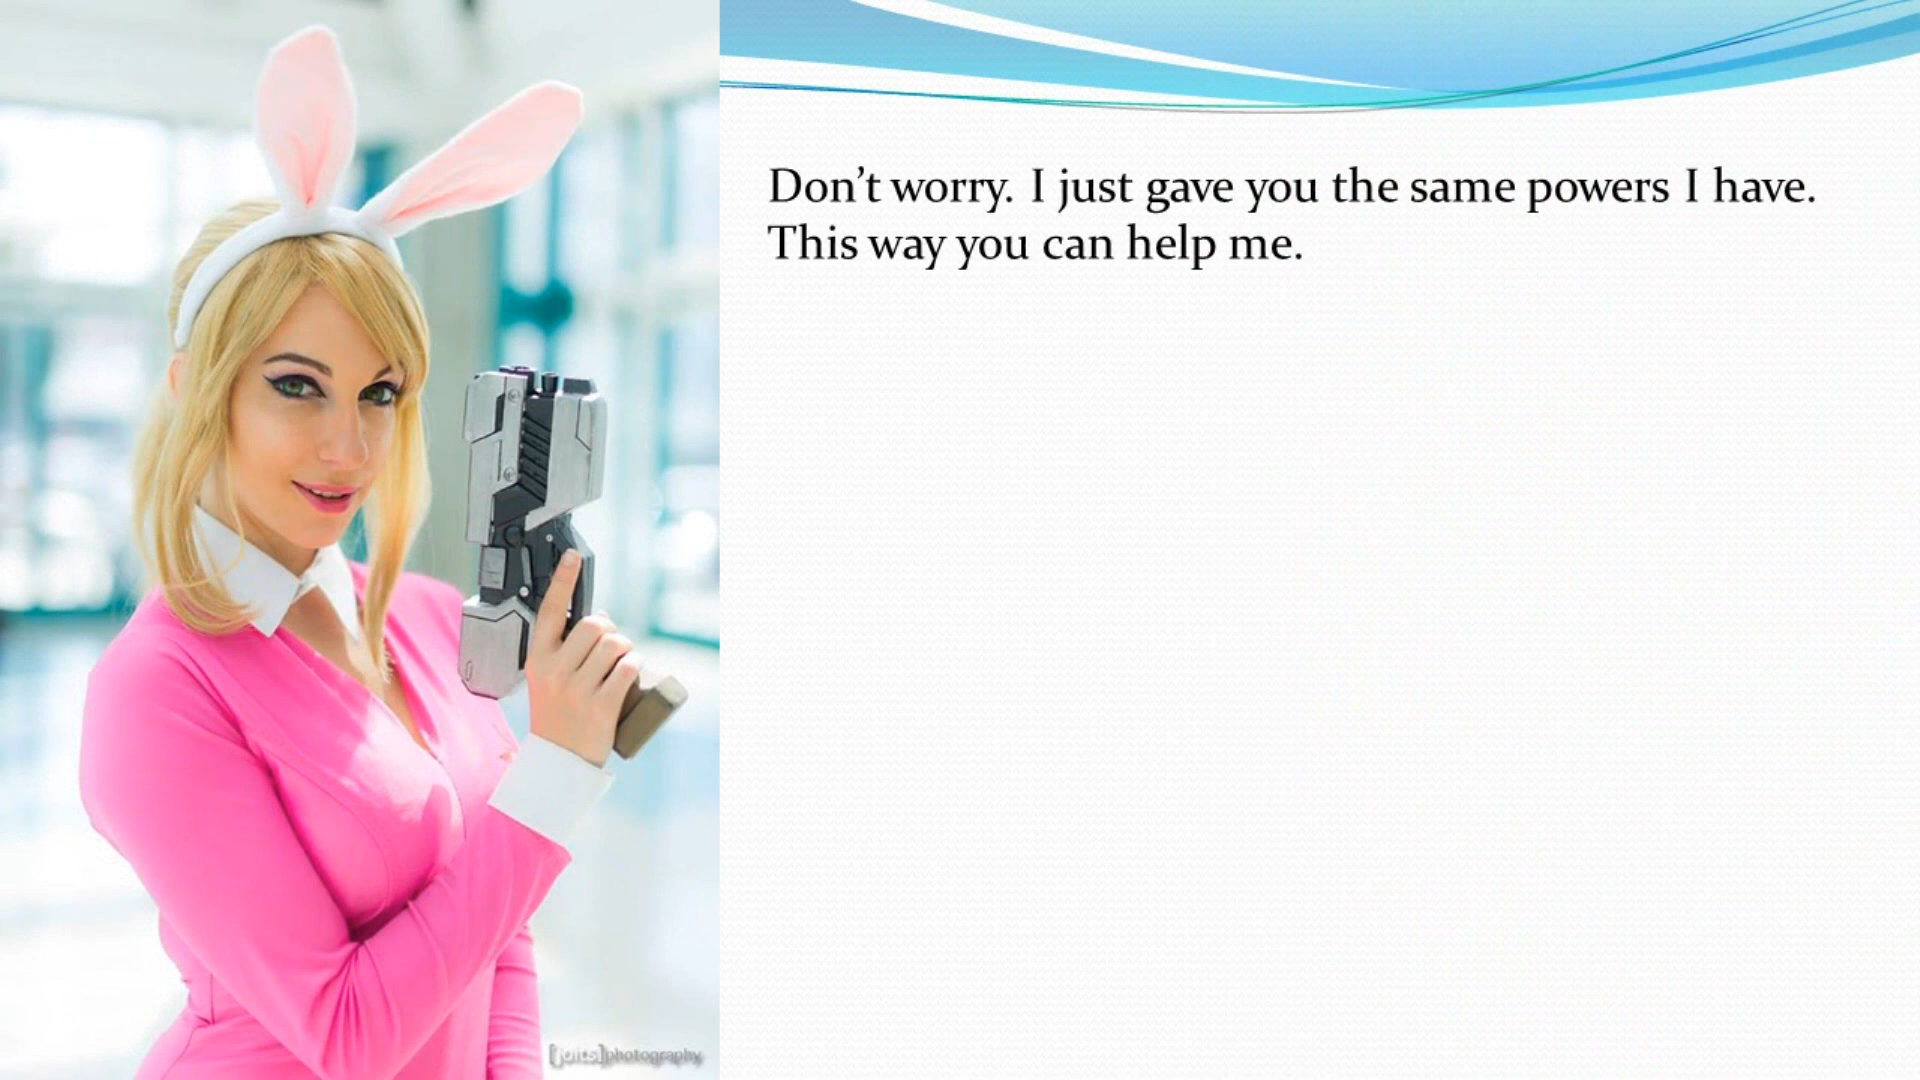 Don’t worry. I just gave you the same powers I have.
This way you can help me.
[joits]photography